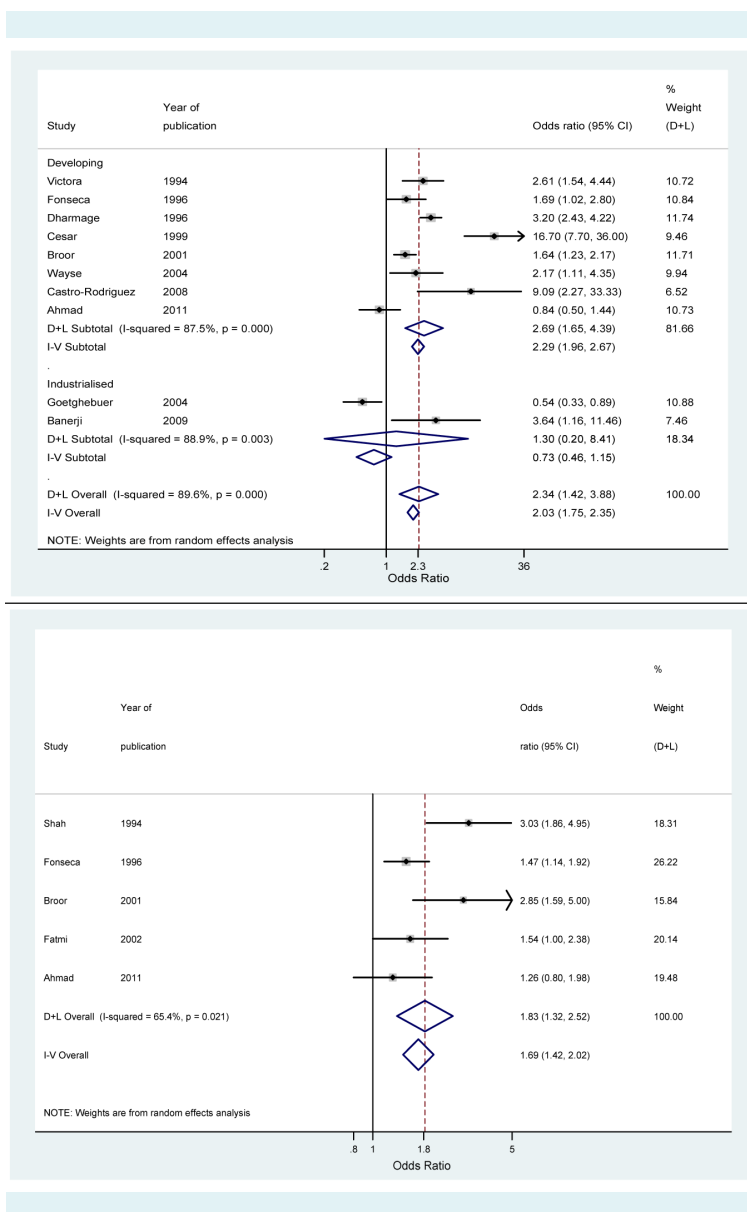 %
Year of Weight
Study publication Odds ratio (95% CI) (D+L)
Developing
Victora 1994 2.61 (1.54, 4.44) 10.72
Fonseca 1996 1.69 (1.02, 2.80) 10.84
Dharmage 1996 3.20 (2.43, 4.22) 11.74
Cesar 1999 16.70 (7.70, 36.00) 9.46
Broor 2001 1.64 (1.23, 2.17) 11.71
Wayse 2004 2.17 (1.11, 4.35) 9.94
Castro-Rodriguez 2008 9.09 (2.27, 33.33) 6.52
Ahmad 2011 0.84 (0.50, 1.44) 10.73
D+L Subtotal (I-squared = 87.5%, p = 0.000) 2.69 (1.65, 4.39) 81.66
I-V Subtotal 2.29 (1.96, 2.67)
.
Industrialised
Goetghebuer 2004 0.54 (0.33, 0.89) 10.88
Banerji 2009 3.64 (1.16, 11.46) 7.46
D+L Subtotal (I-squared = 88.9%, p = 0.003) 1.30 (0.20, 8.41) 18.34
I-V Subtotal 0.73 (0.46, 1.15)
.
D+L Overall (I-squared = 89.6%, p = 0.000) 2.34 (1.42, 3.88) 100.00
I-V Overall 2.03 (1.75, 2.35)
NOTE: Weights are from random effects analysis
.2 1 2.3 36
Odds Ratio
%
Year of Odds Weight
Study publication ratio (95% CI) (D+L)
Shah 1994 3.03 (1.86, 4.95) 18.31
Fonseca 1996 1.47 (1.14, 1.92) 26.22
Broor 2001 2.85 (1.59, 5.00) 15.84
Fatmi 2002 1.54 (1.00, 2.38) 20.14
Ahmad 2011 1.26 (0.80, 1.98) 19.48
D+L Overall (I-squared = 65.4%, p = 0.021) 1.83 (1.32, 2.52) 100.00
I-V Overall 1.69 (1.42, 2.02)
NOTE: Weights are from random effects analysis
.8 1 1.8 5
Odds Ratio